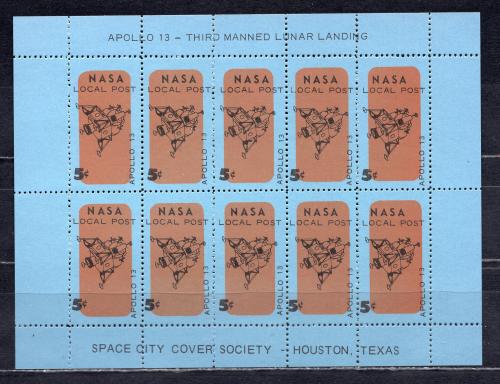 APOLLO 13 - THIRD MANNED LUNAR LANDING
NASA NASA NASA NASA NASA
LOCAL POST LOCAL POST LOCAL POST LOCAL POST LOCAL POST
APOLLO 13 APOLLO 13 APOLLO 13 APOLLO 13 APOLLO 13
5¢ 5¢ 5¢ 5¢ 5¢
NASA NASA NASA NASA NASA
LOCAL POST LOCAL POST LOCAL POST LOCAL POST LOCAL POST
APOLLO 13 APOLLO 13 APOLLO 13 APOLLO 13 APOLLO 13
5¢ 5¢ 5¢ 5¢ 5¢
SPACE CITY COVER SOCIETY - HOUSTON, TEXAS